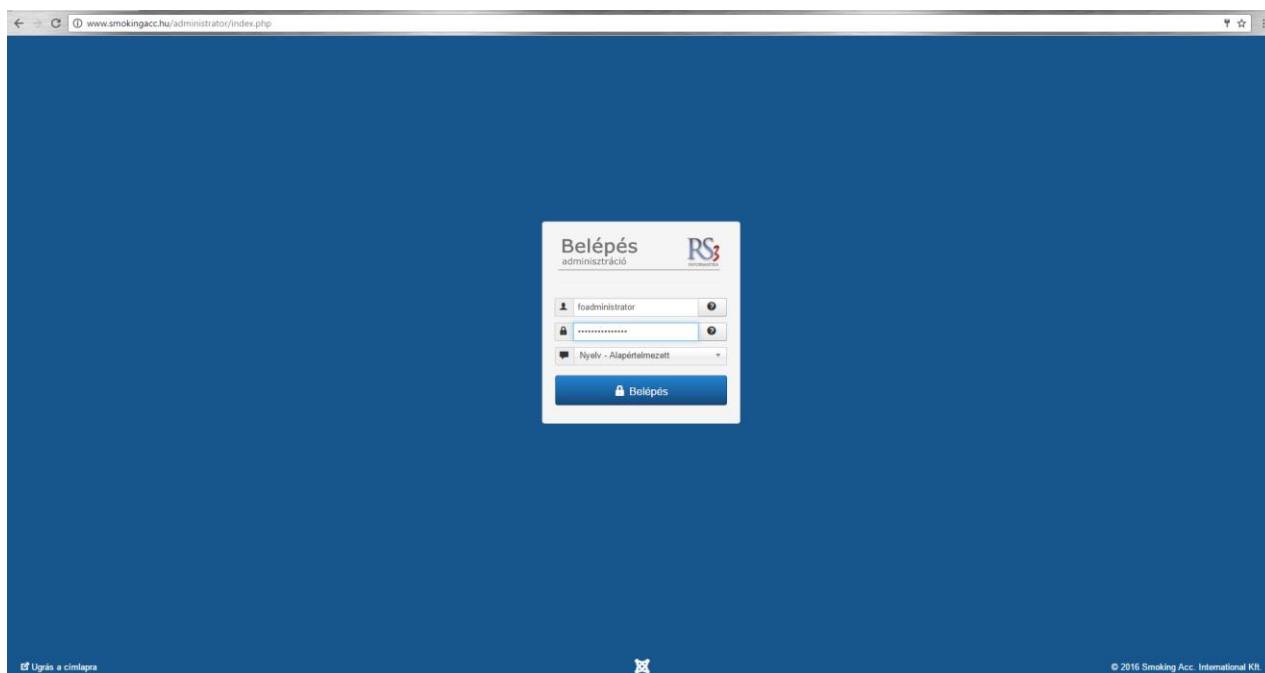 www.smokingacc.hu/administrator/index.php
Belépés
adminisztráció
RS3
foadministrator
Nyelv - Alapértelmezett
Belépés
Ugrás a címlapra
© 2016 Smoking Acc. International Kft.